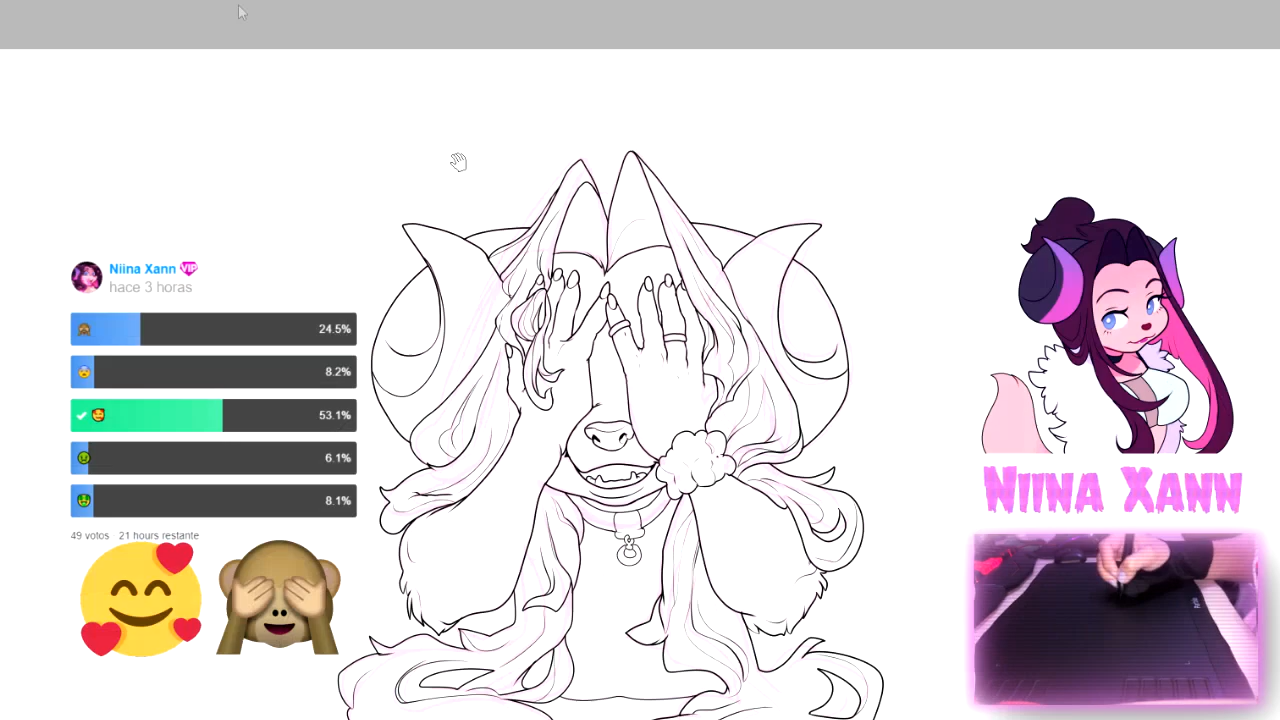 Niina Xann VIP
hace 3 horas
24.5%
8.2%
53.1%
6.1%
8.1%
49 votos 21 hours restante
Niina Xann